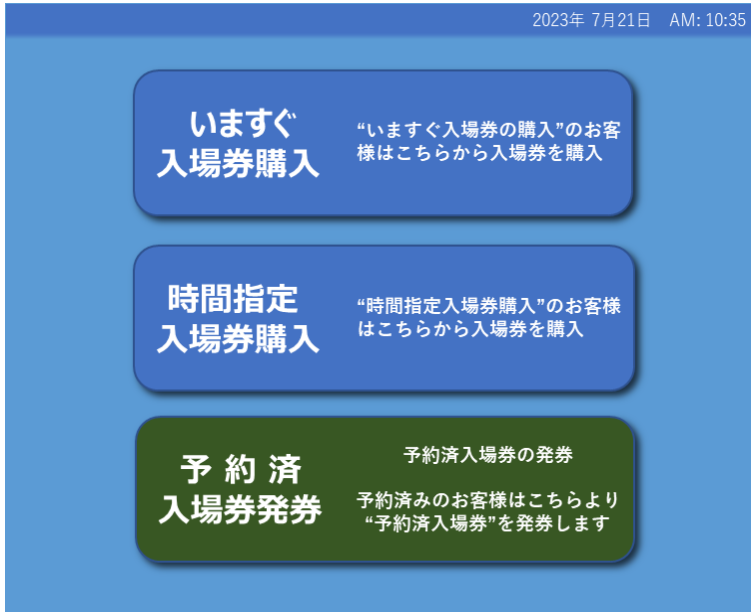 2023年 7月21日 AM: 10:35
いますぐ
入場券購入
“いますぐ入場券の購入”のお客
様はこちらから入場券を購入
時間指定
入場券購入
“時間指定入場券購入”のお客様
はこちらから入場券を購入
予 約 済
入場券発券
予約済入場券の発券
予約済みのお客様はこちらより
“予約済入場券”を発券します